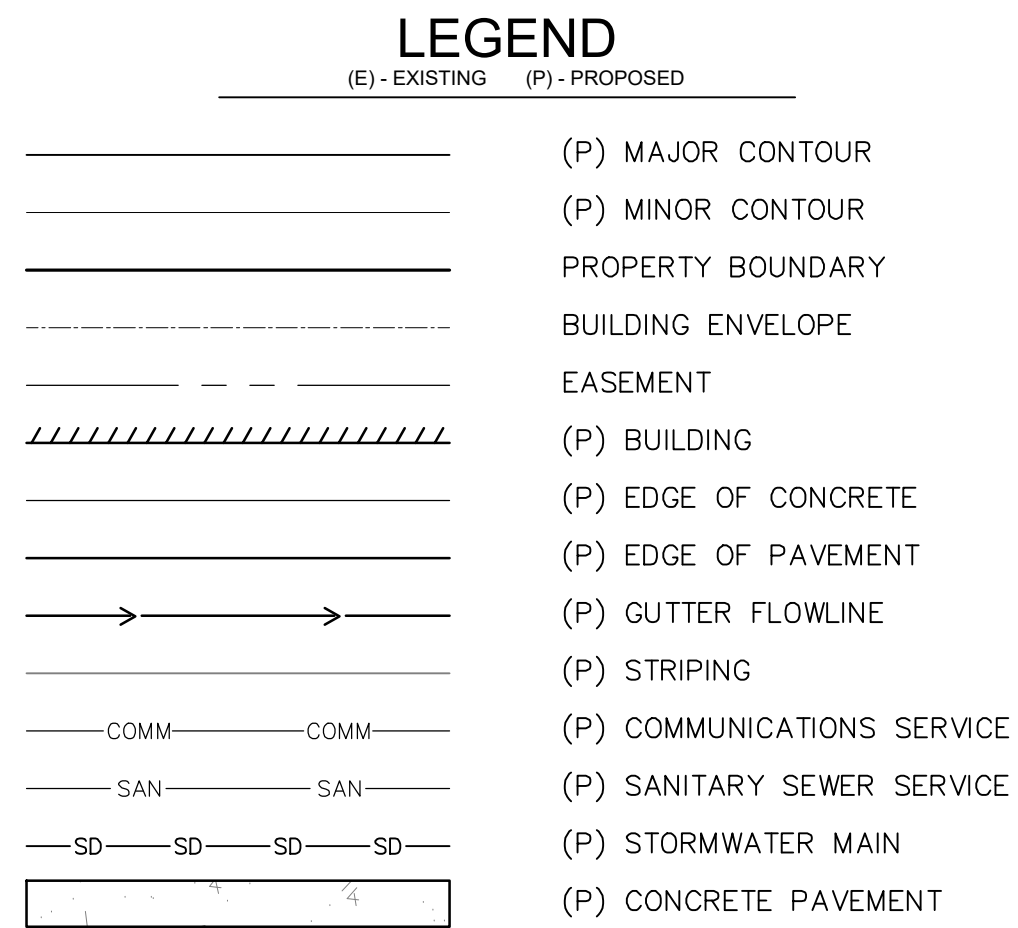 LEGEND
(E) - EXISTING (P) - PROPOSED
(P) MAJOR CONTOUR
(P) MINOR CONTOUR
PROPERTY BOUNDARY
BUILDING ENVELOPE
EASEMENT
(P) BUILDING
(P) EDGE OF CONCRETE
(P) EDGE OF PAVEMENT
(P) GUTTER FLOWLINE
(P) STRIPING
COMM COMM (P) COMMUNICATIONS SERVICE
SAN SAN (P) SANITARY SEWER SERVICE
SD SD SD SD (P) STORMWATER MAIN
(P) CONCRETE PAVEMENT